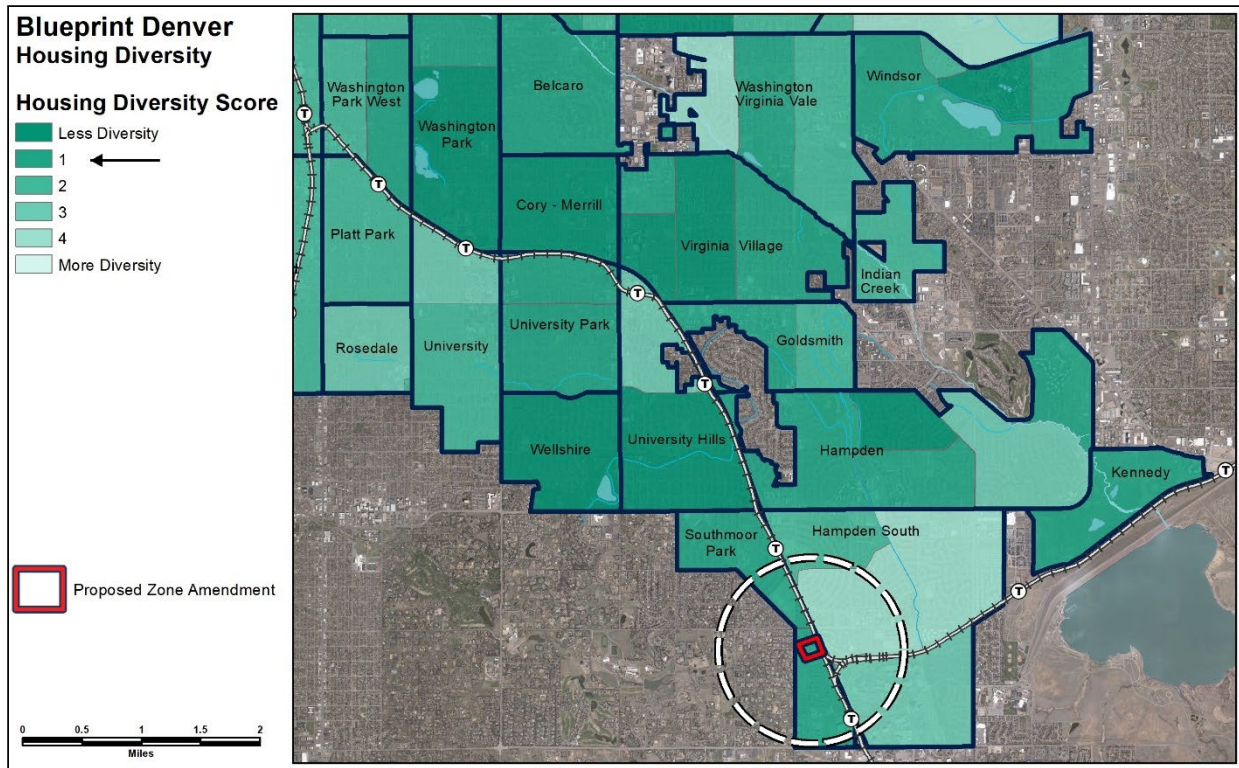 Blueprint Denver
Housing Diversity
Housing Diversity Score
Less Diversity
1
2
3
4
More Diversity
Proposed Zone Amendment
0 0.5 1 1.5 2
Miles
Washington
Park West
Washington
Park
Belcaro
Washington
Virginia Vale
Windsor
Platt Park
Cory - Merrill
Virginia Village
Indian
Creek
Rosedale
University
University Park
Goldsmith
Wellshire
University Hills
Hampden
Kennedy
Southmoor
Park
Hampden South
T
T
T
T
T
T
T
T
T